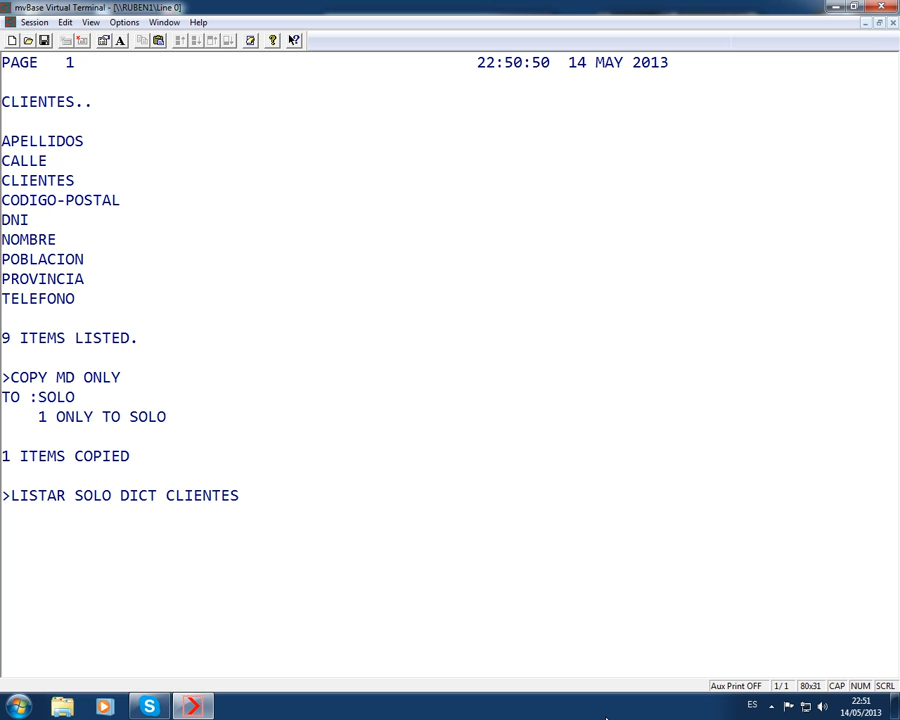 mvBase Virtual Terminal - [\\RUBEN1\Line 0]
Session Edit View Options Window Help
PAGE 1 22:50:50 14 MAY 2013
CLIENTES..
APELLIDOS
CALLE
CLIENTES
CODIGO-POSTAL
DNI
NOMBRE
POBLACION
PROVINCIA
TELEFONO
9 ITEMS LISTED.
>COPY MD ONLY
TO :SOLO
1 ONLY TO SOLO
1 ITEMS COPIED
>LISTAR SOLO DICT CLIENTES
Aux Print OFF 1/1 80x31 CAP NUM SCRL
ES 22:51
14/05/2013